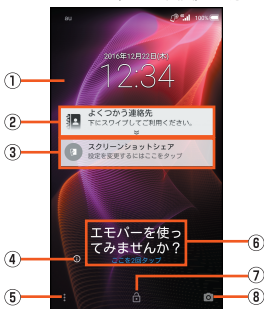 au
100%
2016年12月22日(木)
12:34
①
②
よくつかう連絡先
下にスワイプしてご利用ください。
③
スクリーンショットシェア
設定を変更するにはここをタップ
エモパーを使っ
てみませんか？
ここを2回タップ
④
⑥
⑤
⑦
⑧